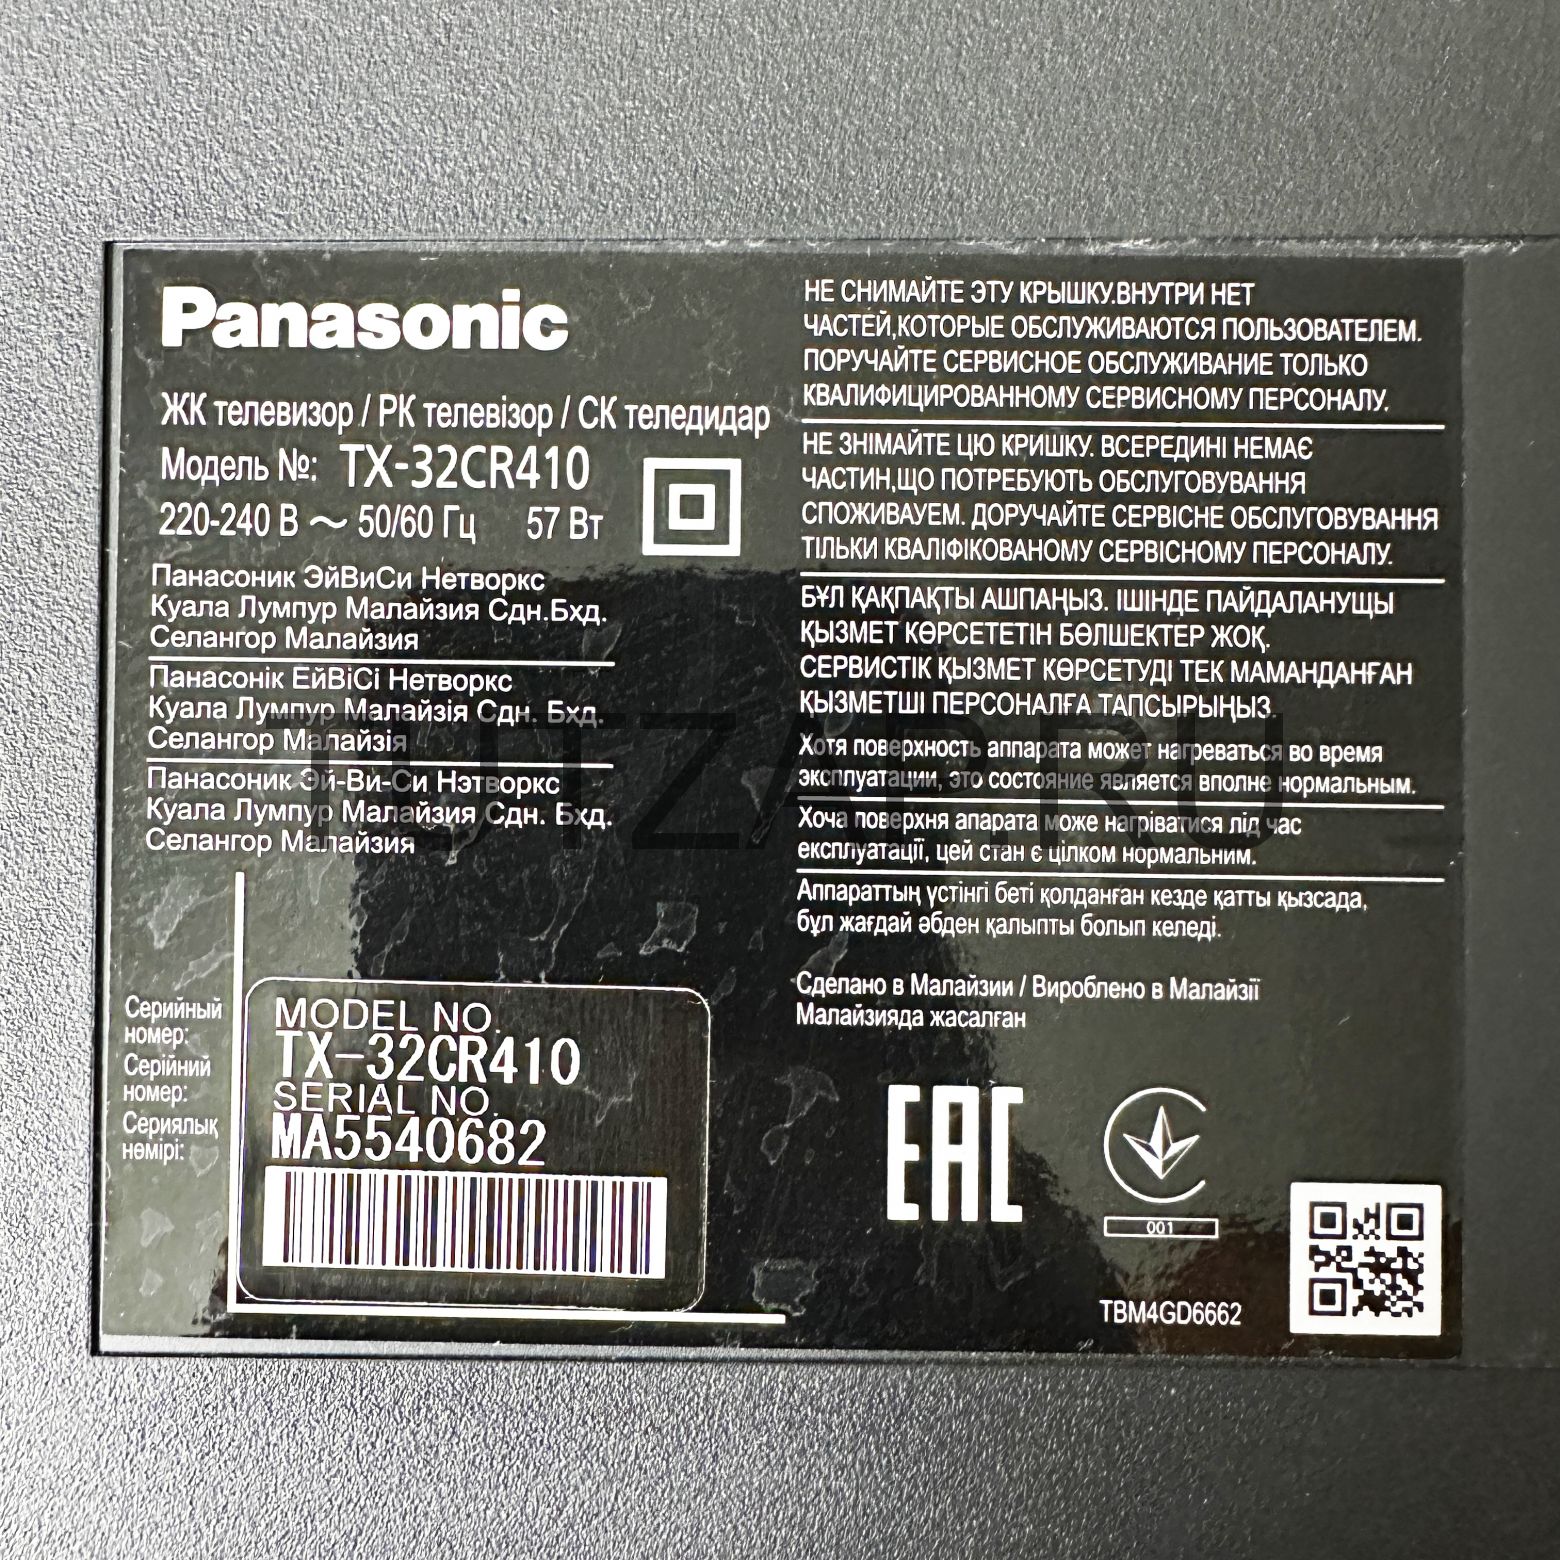 Panasonic
ЖК телевизор / РК телевізор / СК теледидар
Модель №: TX-32CR410
220-240 В ~ 50/60 Гц 57 Вт
Панасоник ЭйВиСи Нетворкс
Куала Лумпур Малайзия Сдн.Бхд.
Селангор Малайзия
Панасонік ЕйВіСі Нетворкс
Куала Лумпур Малайзія Сдн. Бхд.
Селангор Малайзія
Панасоник Эй-Ви-Си Нэтворкс
Куала Лумпур Малайзия Сдн. Бхд.
Селангор Малайзия
Серийный
номер:
Серійний
номер:
Сериялық
нөмірі:
MODEL NO.
TX-32CR410
SERIAL NO.
MA5540682
НЕ СНИМАЙТЕ ЭТУ КРЫШКУ.ВНУТРИ НЕТ
ЧАСТЕЙ,КОТОРЫЕ ОБСЛУЖИВАЮТСЯ ПОЛЬЗОВАТЕЛЕМ.
ПОРУЧАЙТЕ СЕРВИСНОЕ ОБСЛУЖИВАНИЕ ТОЛЬКО
КВАЛИФИЦИРОВАННОМУ СЕРВИСНОМУ ПЕРСОНАЛУ.
НЕ ЗНІМАЙТЕ ЦЮ КРИШКУ. ВСЕРЕДИНІ НЕМАЄ
ЧАСТИН,ЩО ПОТРЕБУЮТЬ ОБСЛУГОВУВАННЯ
СПОЖИВАУЕМ. ДОРУЧАЙТЕ СЕРВІСНЕ ОБСЛУГОВУВАННЯ
ТІЛЬКИ КВАЛІФІКОВАНОМУ СЕРВІСНОМУ ПЕРСОНАЛУ.
БҰЛ ҚАҚПАҚТЫ АШПАҢЫЗ. ІШІНДЕ ПАЙДАЛАНУЩЫ
ҚЫЗМЕТ КӨРСЕТЕТІН БӨЛШЕКТЕР ЖОҚ.
СЕРВИСТІК ҚЫЗМЕТ КӨРСЕТУДІ ТЕК МАМАНДАНҒАН
ҚЫЗМЕТШІ ПЕРСОНАЛҒА ТАПСЫРЫҢЫЗ.
Хотя поверхность аппарата может нагреваться во время
эксплуатации, это состояние является вполне нормальным.
Хоча поверхня апарата може нагріватися лід час
експлуатації, цей стан є цілком нормальним.
Аппараттың үстінгі беті қолданған кезде қатты қызсада,
бұл жағдай әбден қалыпты болып келеді.
Сделано в Малайзии / Вироблено в Малайзії
Малайзияда жасалған
EAC
001
TBM4GD6662
TUTZAP.RU